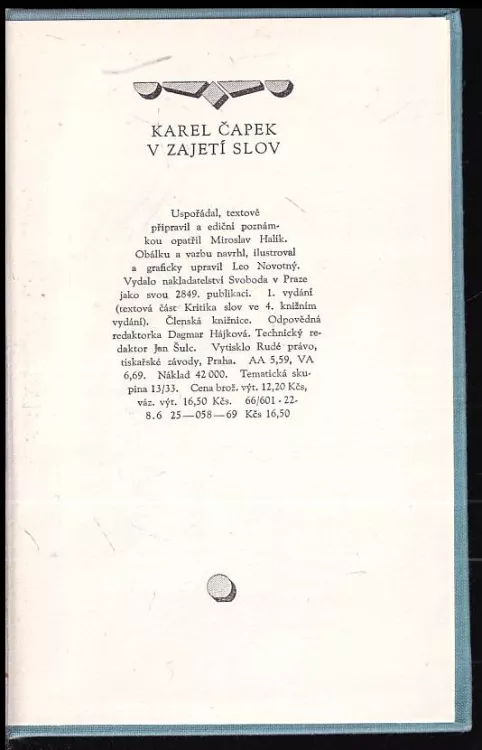 KAREL ČAPEK
V ZAJETÍ SLOV
Uspořádal, textově
připravil a ediční poznám-
kou opatřil Miroslav Halík.
Obálku a vazbu navrhl, ilustroval
a graficky upravil Leo Novotný.
Vydalo nakladatelství Svoboda v Praze
jako svou 2849. publikaci. 1. vydání
(textová část Kritika slov ve 4. knižním
vydání). Členská knižnice. Odpovědná
redaktorka Dagmar Hájková. Technický re-
daktor Jan Šulc. Vytisklo Rudé právo,
tiskařské závody, Praha. AA 5,59, VA
6,69. Náklad 42 000. Tematická sku-
pina 13/33. Cena brož. výt. 12,20 Kčs,
váz. výt. 16,50 Kčs. 66/601 - 22-
8.6 25—058—69 Kčs 16,50